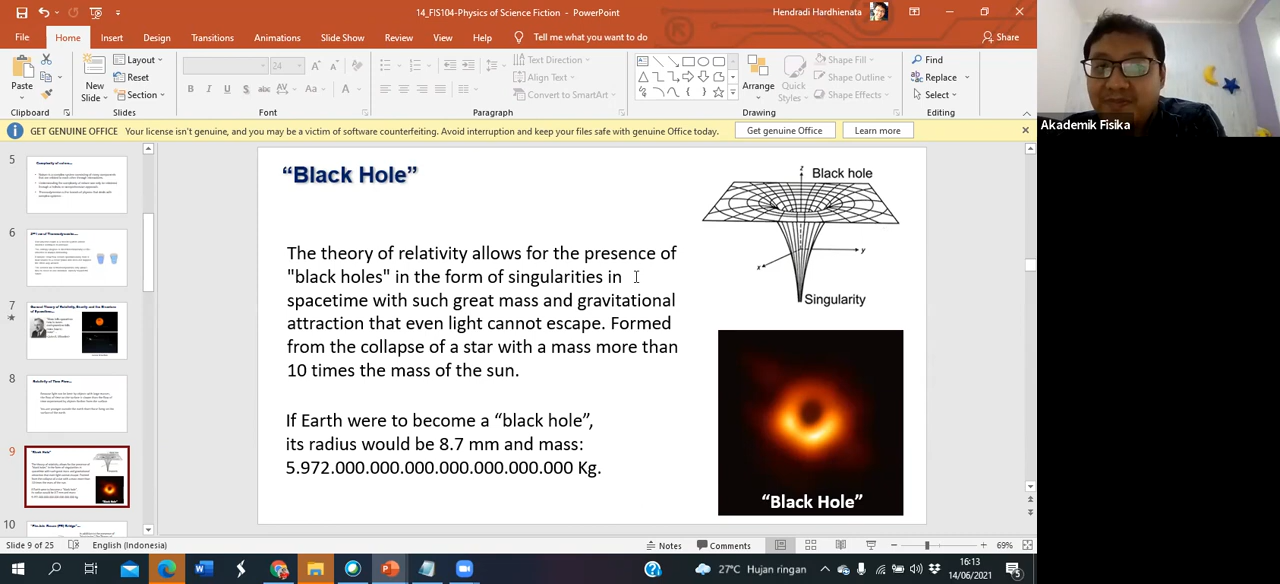 14_FIS104-Physics of Science Fiction - PowerPoint
Hendradi Hardhienata
File Home Insert Design Transitions Animations Slide Show Review View Help Tell me what you want to do Share
Paste
Clipboard
New Slide
Layout
Reset
Section
Slides
24
Font
Text Direction
Align Text
Convert to SmartArt
Paragraph
Arrange
Quick Styles
Shape Fill
Shape Outline
Shape Effects
Drawing
Find
Replace
Select
Editing
GET GENUINE OFFICE Your license isn't genuine, and you may be a victim of software counterfeiting. Avoid interruption and keep your files safe with genuine Office today. Get genuine Office Learn more
Akademik Fisika
5
6
7
8
9
10
“Black Hole”
The theory of relativity allows for the presence of
"black holes" in the form of singularities in
spacetime with such great mass and gravitational
attraction that even light cannot escape. Formed
from the collapse of a star with a mass more than
10 times the mass of the sun.
If Earth were to become a “black hole”,
its radius would be 8.7 mm and mass:
5.972.000.000.000.000.000.000.000 Kg.
z
Black hole
y
x
Singularity
“Black Hole”
Slide 9 of 25 English (Indonesia) Notes Comments 69%
27°C Hujan ringan
16:13
14/06/2021
5